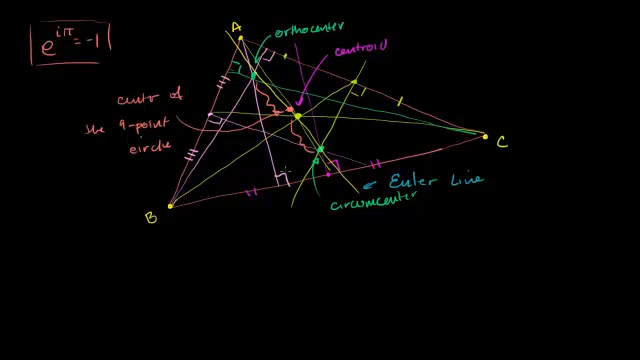 e^{iπ} = -1
A
orthocenter
centroid
center of
the 9-point
circle
C
Euler Line
circumcenter
B